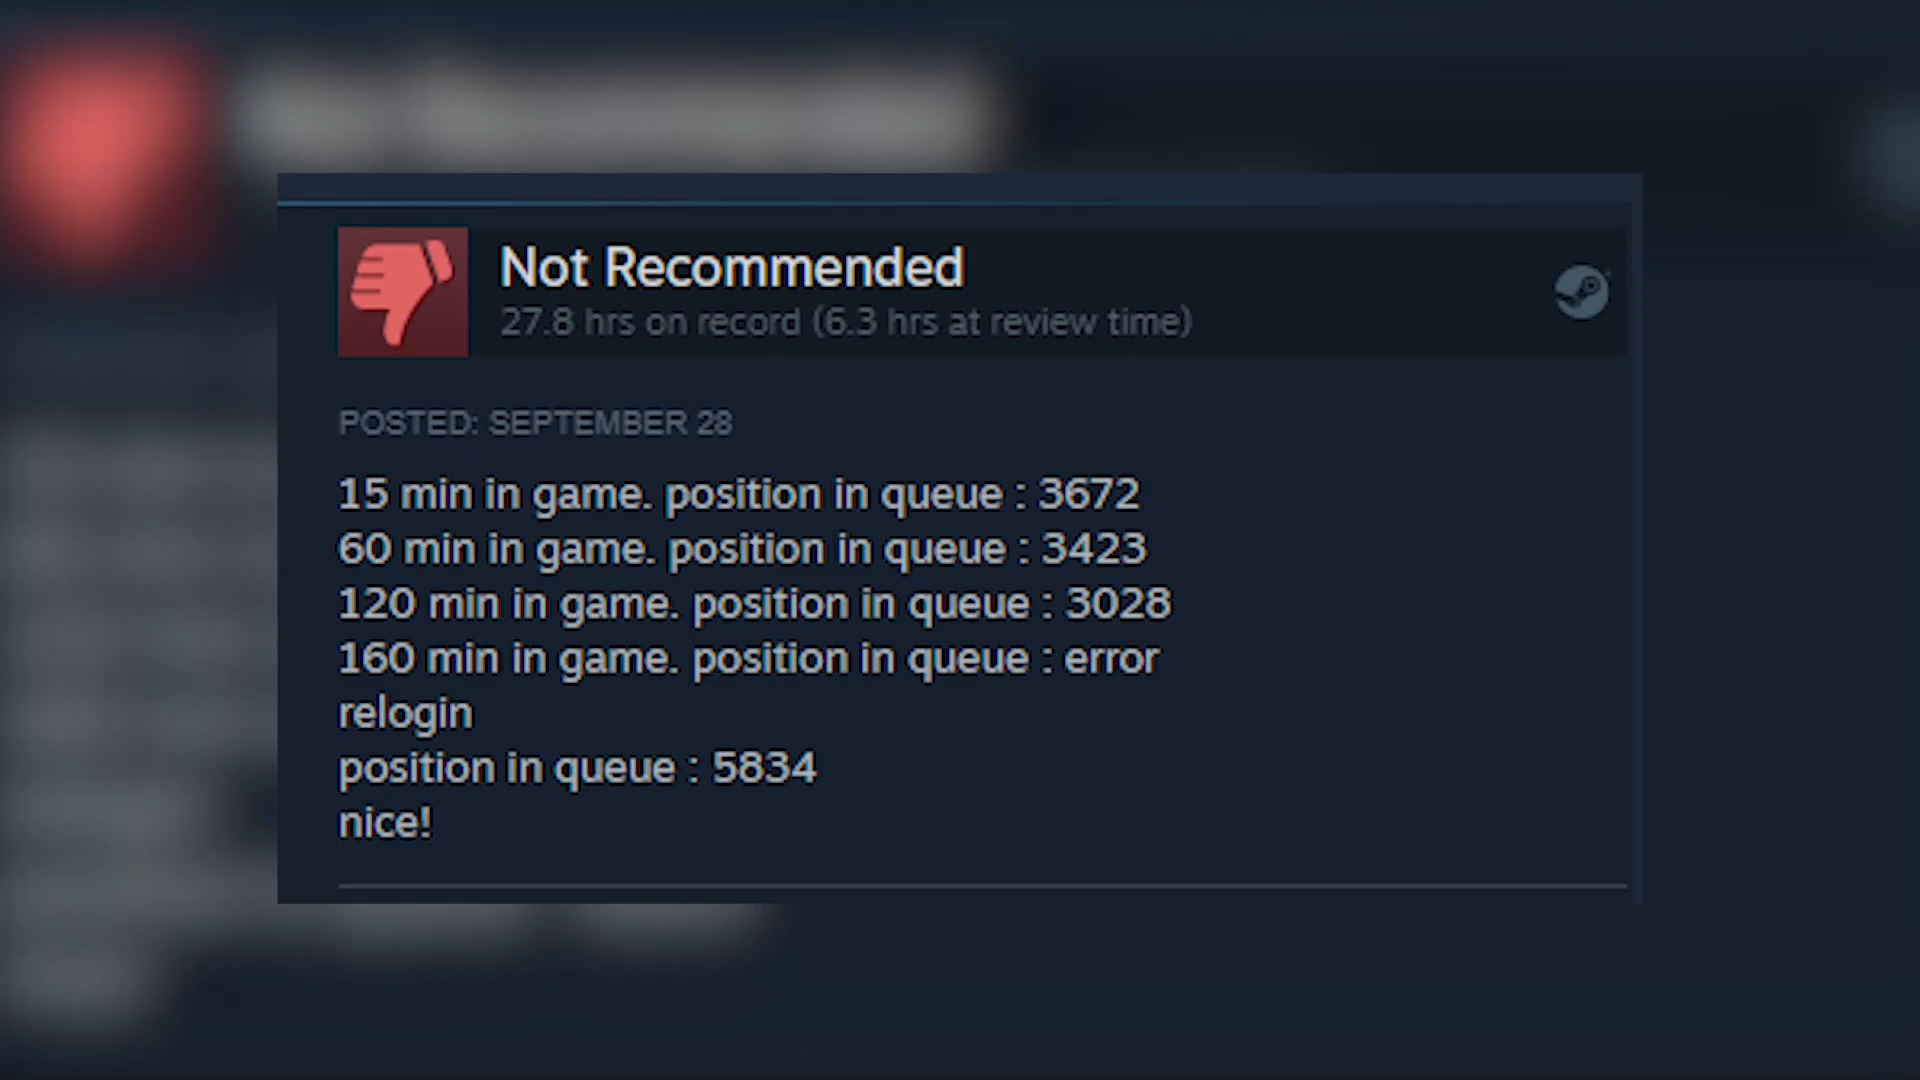 Not Recommended
27.8 hrs on record (6.3 hrs at review time)
POSTED: SEPTEMBER 28
15 min in game. position in queue : 3672
60 min in game. position in queue : 3423
120 min in game. position in queue : 3028
160 min in game. position in queue : error
relogin
position in queue : 5834
nice!